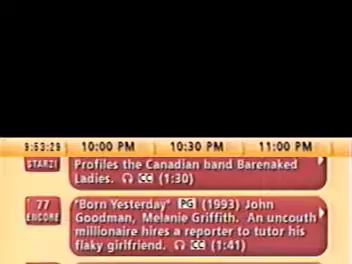 9:53:29 10:00 PM 10:30 PM 11:00 PM
STARZ! Profiles the Canadian band Barenaked
Ladies. CC (1:30)
77 "Born Yesterday" PG (1993) John
ENCORE Goodman, Melanie Griffith. An uncouth
millionaire hires a reporter to tutor his
flaky girlfriend. CC (1:41)